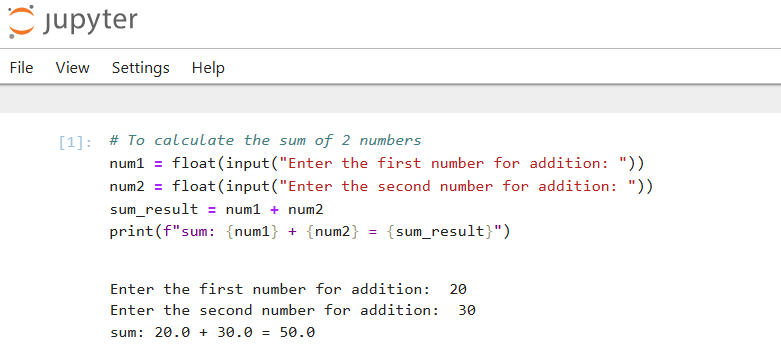 jupyter
File View Settings Help
[1]: # To calculate the sum of 2 numbers
num1 = float(input("Enter the first number for addition: "))
num2 = float(input("Enter the second number for addition: "))
sum_result = num1 + num2
print(f"sum: {num1} + {num2} = {sum_result}")
Enter the first number for addition:  20
Enter the second number for addition:  30
sum: 20.0 + 30.0 = 50.0